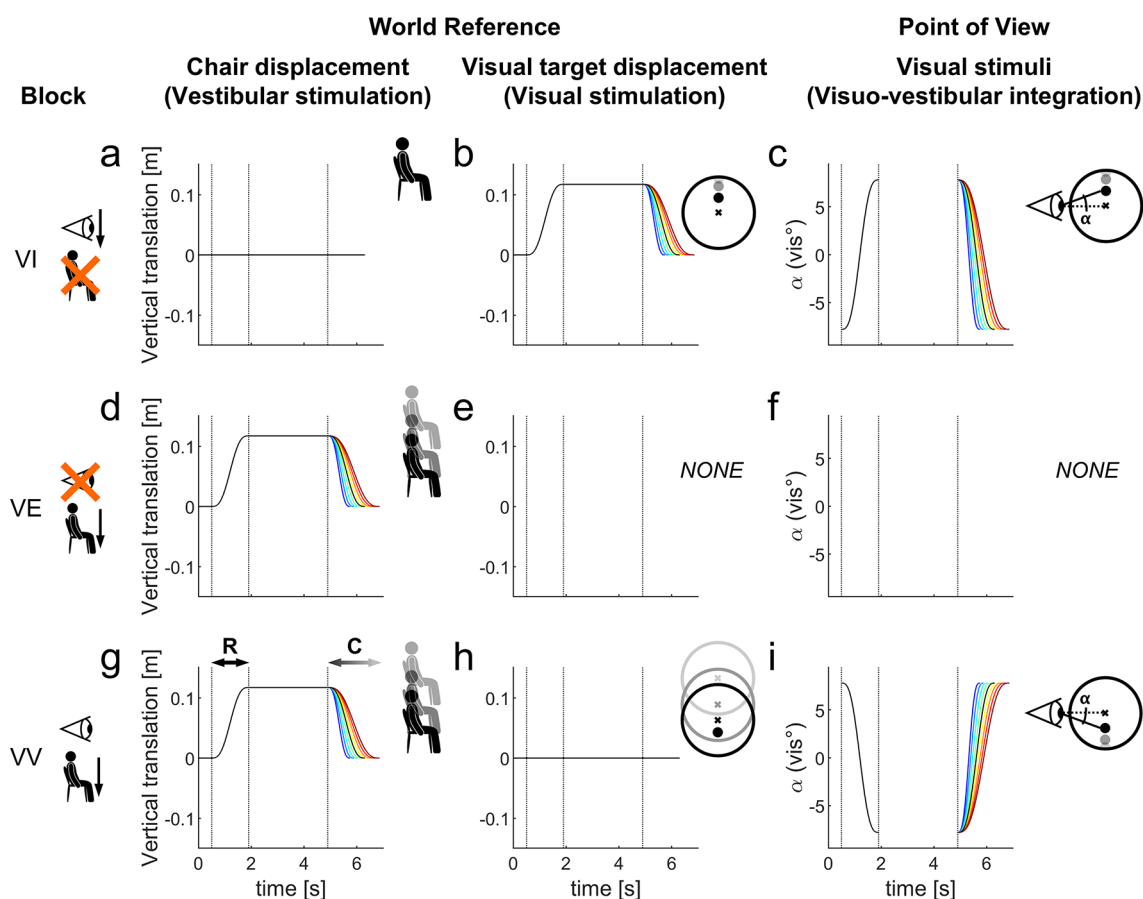 World Reference
Point of View
Block
Chair displacement
(Vestibular stimulation)
Visual target displacement
(Visual stimulation)
Visual stimuli
(Visuo-vestibular integration)
VI
a
Vertical translation [m]
0.1
0
-0.1
b
0.1
0
-0.1
c
α (vis°)
5
0
-5
α
VE
d
Vertical translation [m]
0.1
0
-0.1
e
0.1
0
-0.1
NONE
f
α (vis°)
5
0
-5
NONE
VV
g
R
C
Vertical translation [m]
0.1
0
-0.1
0 2 4 6
time [s]
h
0.1
0
-0.1
0 2 4 6
time [s]
i
α (vis°)
5
0
-5
0 2 4 6
time [s]
α